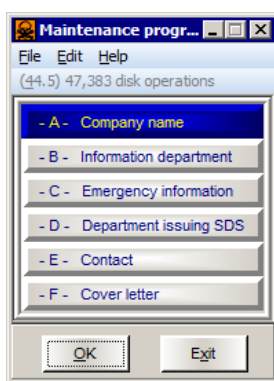 Maintenance progr...
File Edit Help
(44.5) 47,383 disk operations
- A - Company name
- B - Information department
- C - Emergency information
- D - Department issuing SDS
- E - Contact
- F - Cover letter
OK Exit